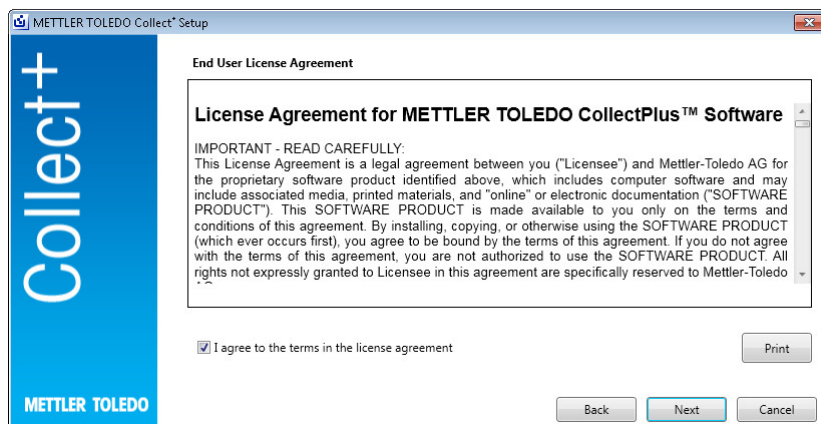 METTLER TOLEDO Collect+ Setup
Collect+
METTLER TOLEDO
End User License Agreement
License Agreement for METTLER TOLEDO CollectPlus™ Software
IMPORTANT - READ CAREFULLY:
This License Agreement is a legal agreement between you ("Licensee") and Mettler-Toledo AG for
the proprietary software product identified above, which includes computer software and may
include associated media, printed materials, and "online" or electronic documentation ("SOFTWARE
PRODUCT"). This SOFTWARE PRODUCT is made available to you only on the terms and
conditions of this agreement. By installing, copying, or otherwise using the SOFTWARE PRODUCT
(which ever occurs first), you agree to be bound by the terms of this agreement. If you do not agree
with the terms of this agreement, you are not authorized to use the SOFTWARE PRODUCT. All
rights not expressly granted to Licensee in this agreement are specifically reserved to Mettler-Toledo
I agree to the terms in the license agreement
Print
Back
Next
Cancel